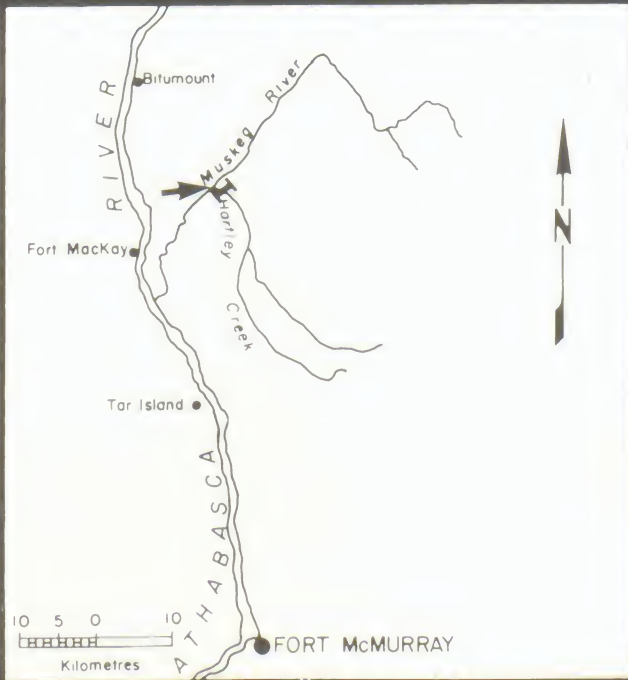 Bitumount
RIVER
Muskeg River
Hartley Creek
Fort MacKay
N
Tar Island
ATHABASCA
10 5 0 10
Kilometres
FORT McMURRAY